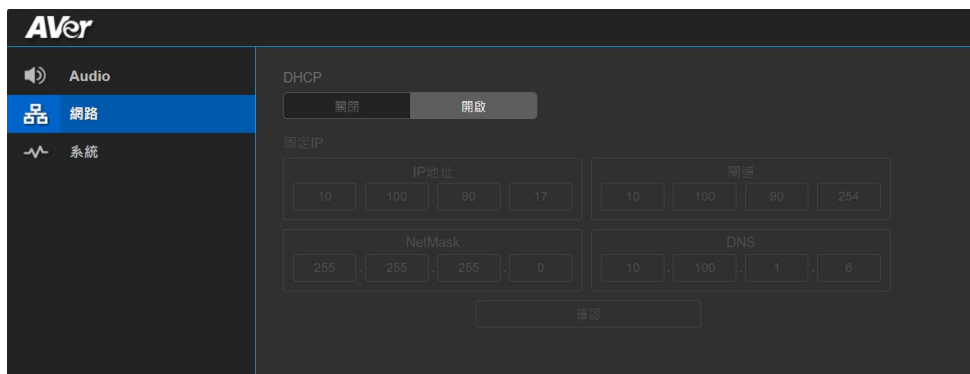 AVer
Audio
網路
系統
DHCP
關閉 開啟
固定IP
IP地址
10 . 100 . 90 . 17
閘道
10 . 100 . 90 . 254
NetMask
255 . 255 . 255 . 0
DNS
10 . 100 . 1 . 6
確認